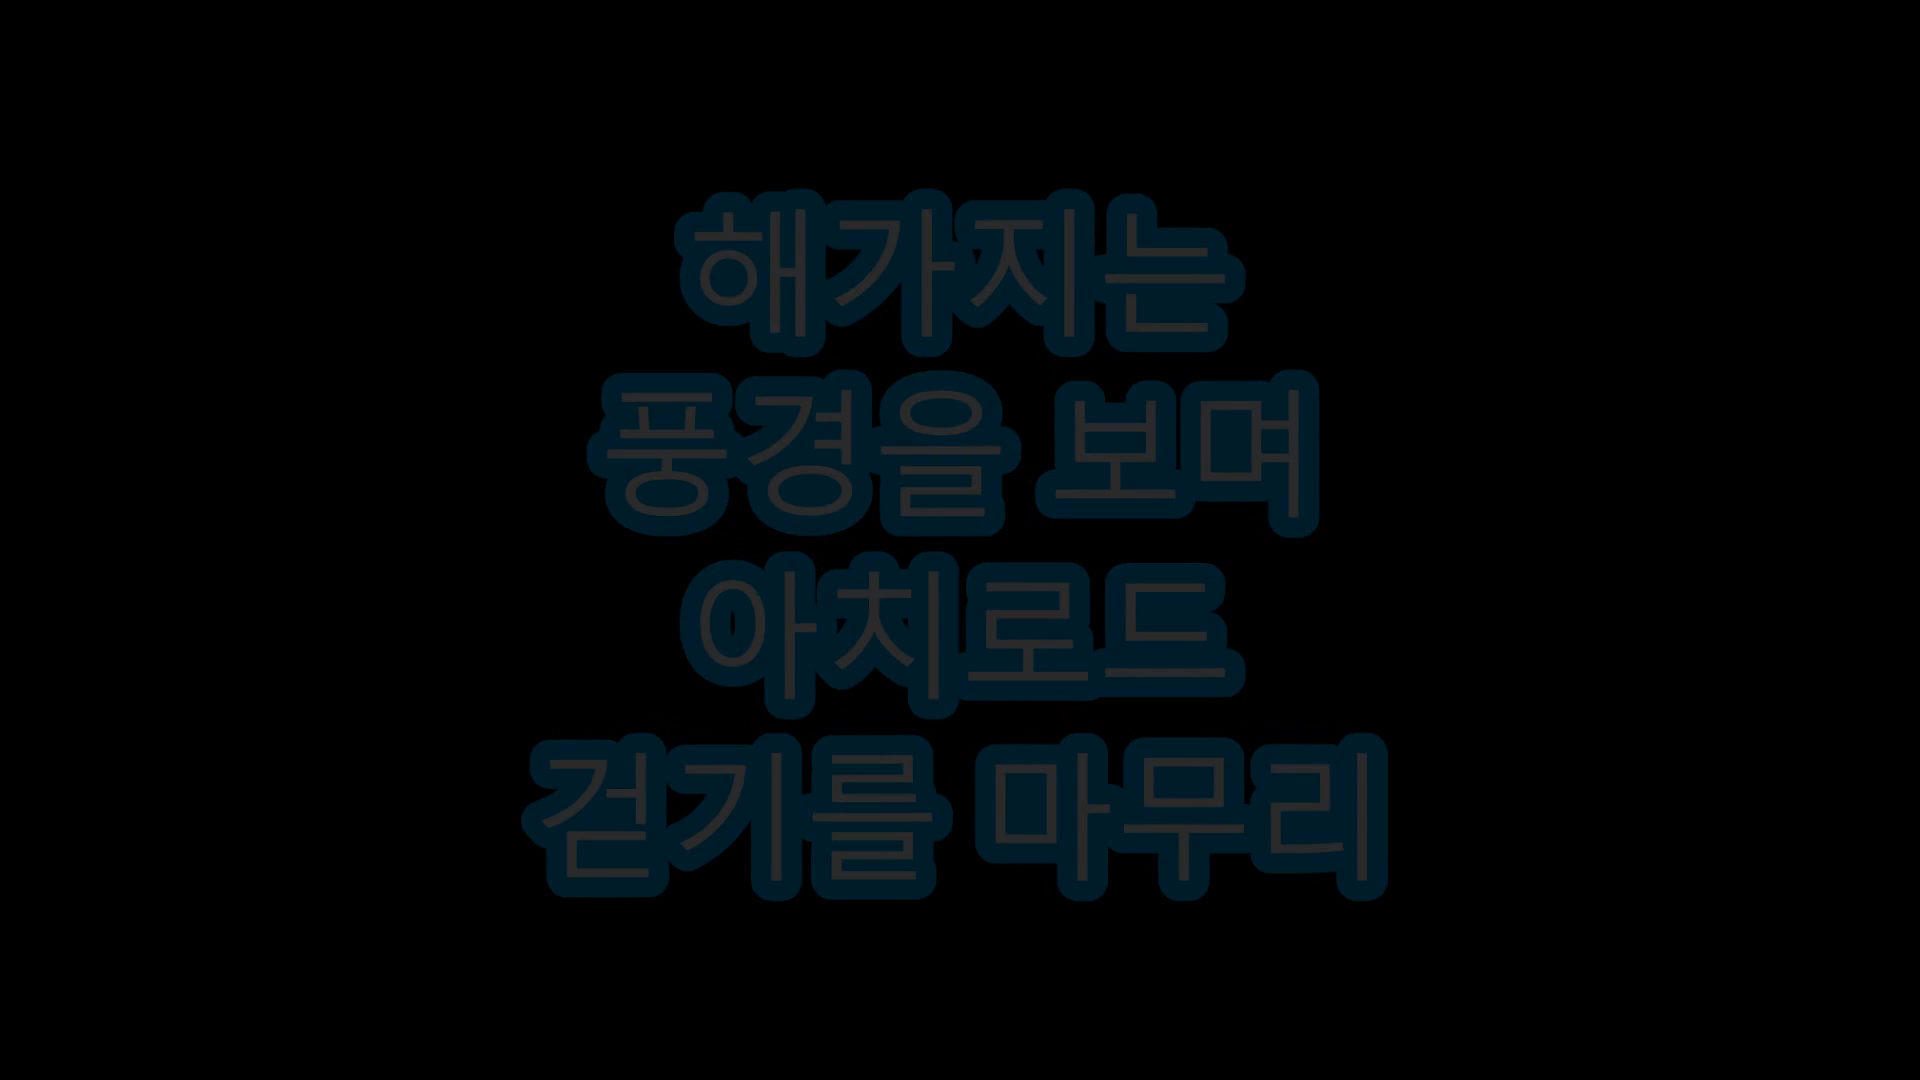 해가지는
풍경을 보며
아치로드
걷기를 마무리